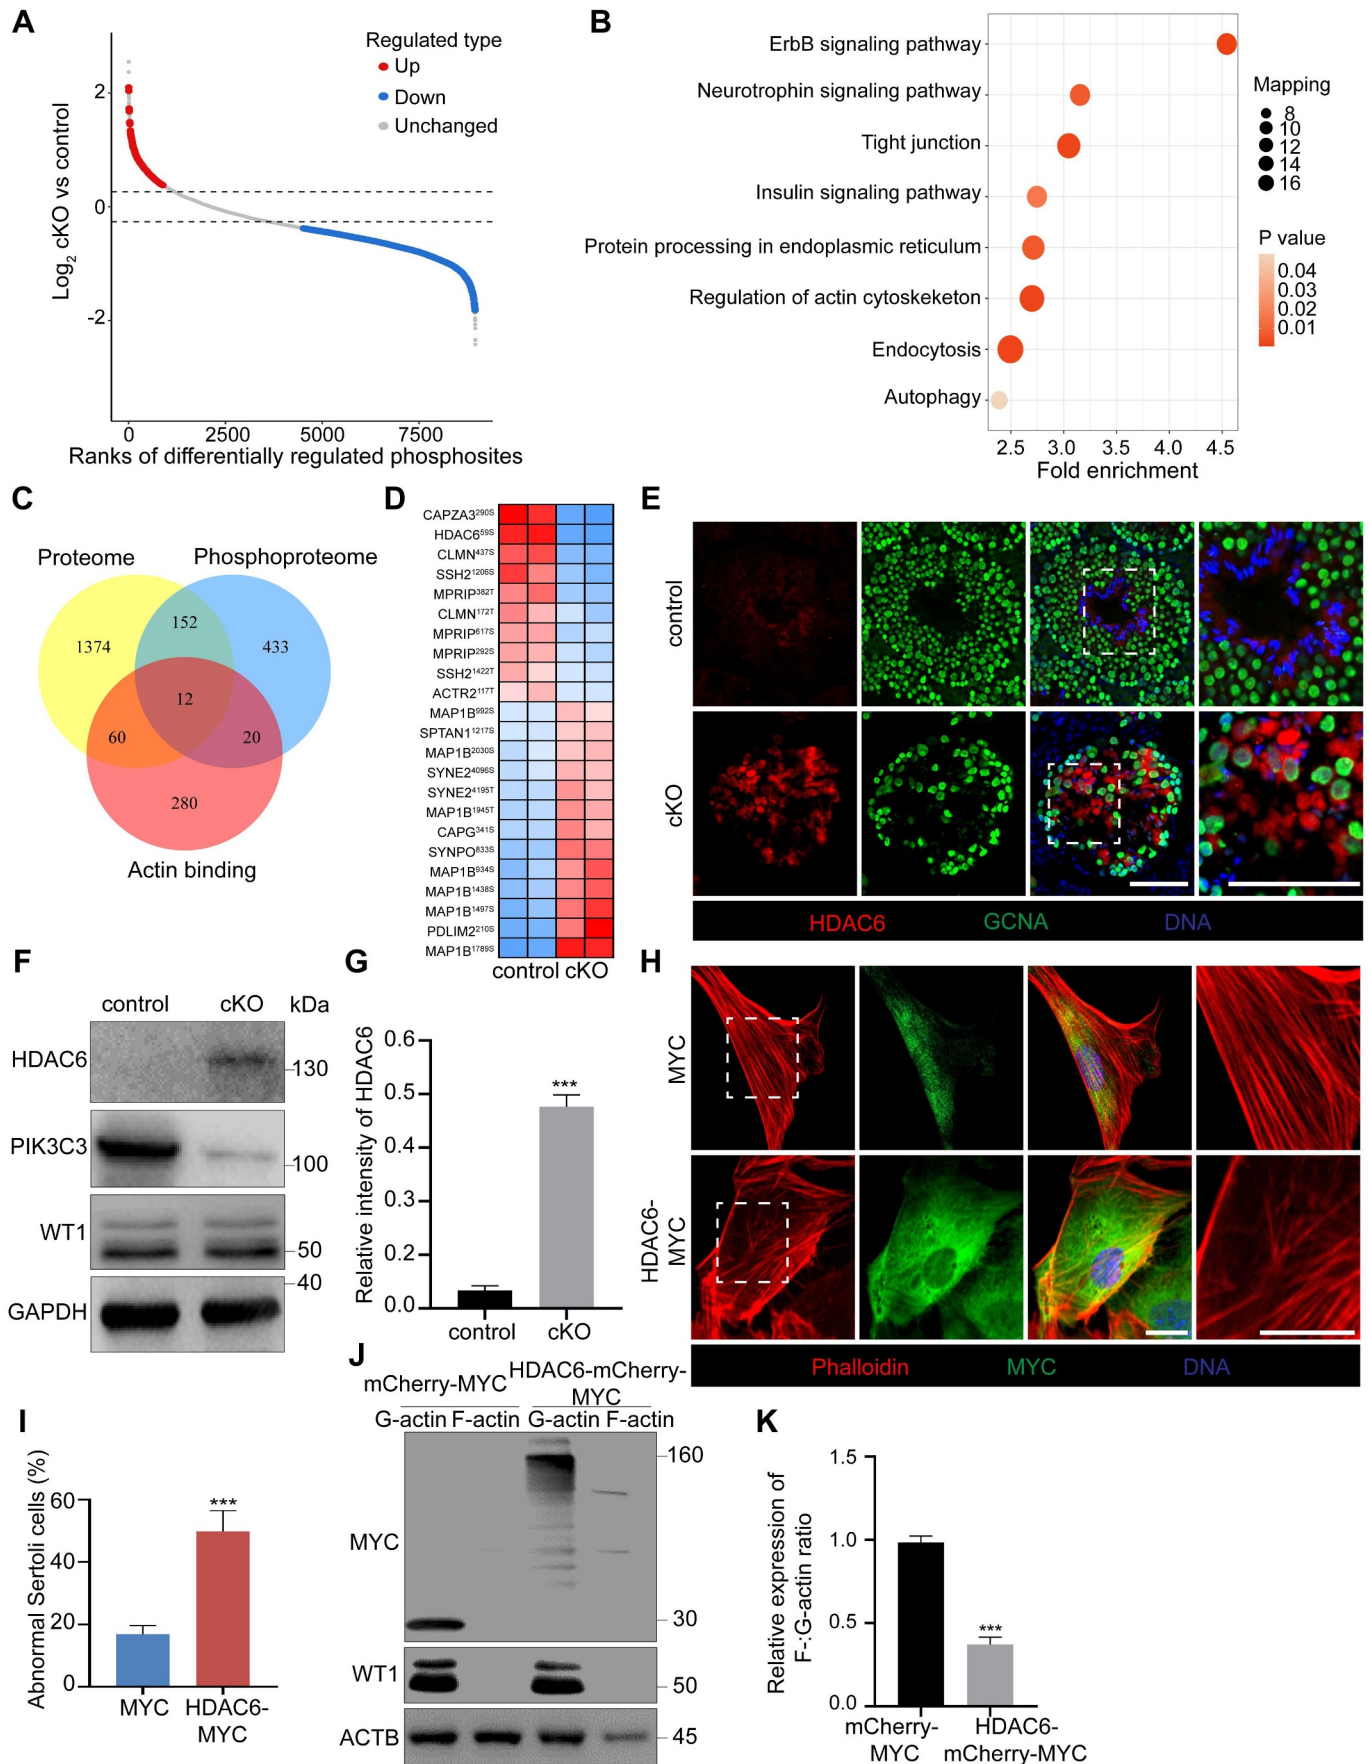 A
Regulated type
Up
Down
Unchanged
Log2 cKO vs control
2
0
-2
0 2500 5000 7500
Ranks of differentially regulated phosphosites
B
ErbB signaling pathway
Neurotrophin signaling pathway
Tight junction
Insulin signaling pathway
Protein processing in endoplasmic reticulum
Regulation of actin cytoskeketon
Endocytosis
Autophagy
2.5 3.0 3.5 4.0 4.5
Fold enrichment
Mapping
8
10
12
14
16
P value
0.04
0.03
0.02
0.01
C
Proteome Phosphoproteome
152
1374 433
12
60 20
280
Actin binding
D
CAPZA3290S
HDAC659S
CLMN437S
SSH21206S
MPRIP382T
CLMN172T
MPRIP617S
MPRIP292S
SSH21422T
ACTR2117T
MAP1B992S
SPTAN11217S
MAP1B2030S
SYNE24096S
SYNE24195T
MAP1B1945T
CAPG341S
SYNPO833S
MAP1B934S
MAP1B1438S
MAP1B1497S
PDLIM2210S
MAP1B1789S
control cKO
E
control
cKO
HDAC6 GCNA DNA
F
control cKO kDa
HDAC6
130
PIK3C3
100
WT1
50
40
GAPDH
G
Relative intensity of HDAC6
0.6
0.5
0.4
0.3
0.2
0.0
***
control cKO
H
MYC
HDAC6-
MYC
Phalloidin MYC DNA
I
Abnormal Sertoli cells (%)
60
40
20
0
***
MYC HDAC6-
MYC
J
mCherry-MYC HDAC6-mCherry-
MYC
G-actin F-actin G-actin F-actin
160
MYC
30
WT1
50
ACTB
45
K
Relative expression of
F-:G-actin ratio
1.5
1.0
0.5
0.0
***
mCherry-
MYC
HDAC6-
mCherry-MYC